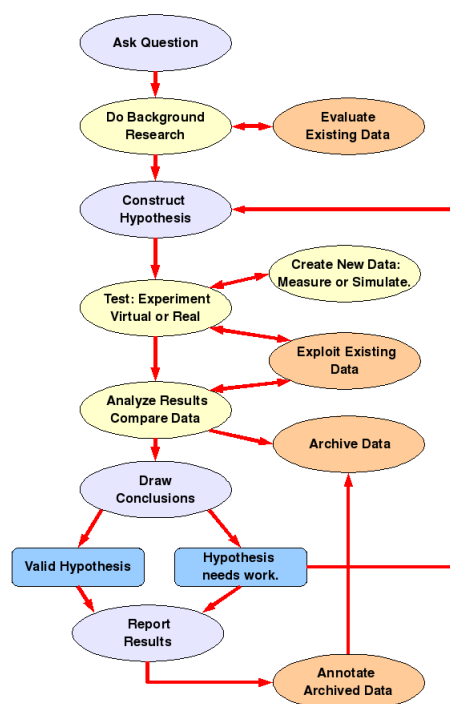 Ask Question
Do Background
Research
Evaluate
Existing Data
Construct
Hypothesis
Create New Data:
Measure or Simulate.
Test: Experiment
Virtual or Real
Exploit Existing
Data
Analyze Results
Compare Data
Archive Data
Draw
Conclusions
Valid Hypothesis
Hypothesis
needs work.
Report
Results
Annotate
Archived Data